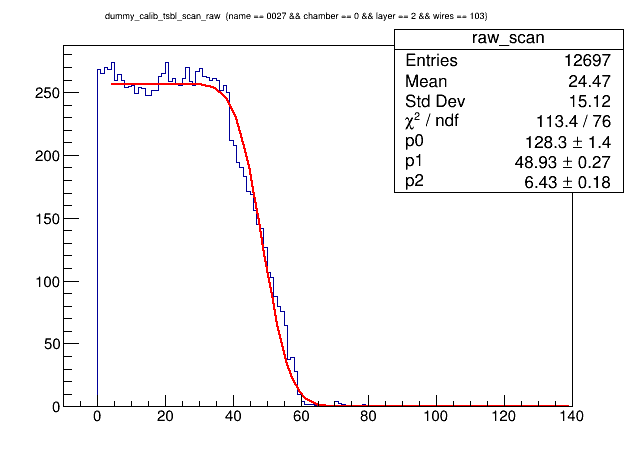 dummy_calib_tsbl_scan_raw (name == 0027 && chamber == 0 && layer == 2 && wires == 103)
raw_scan
Entries 12697
Mean 24.47
Std Dev 15.12
χ² / ndf 113.4 / 76
p0 128.3 ± 1.4
p1 48.93 ± 0.27
p2 6.43 ± 0.18
250
200
150
100
50
0
0 20 40 60 80 100 120 140